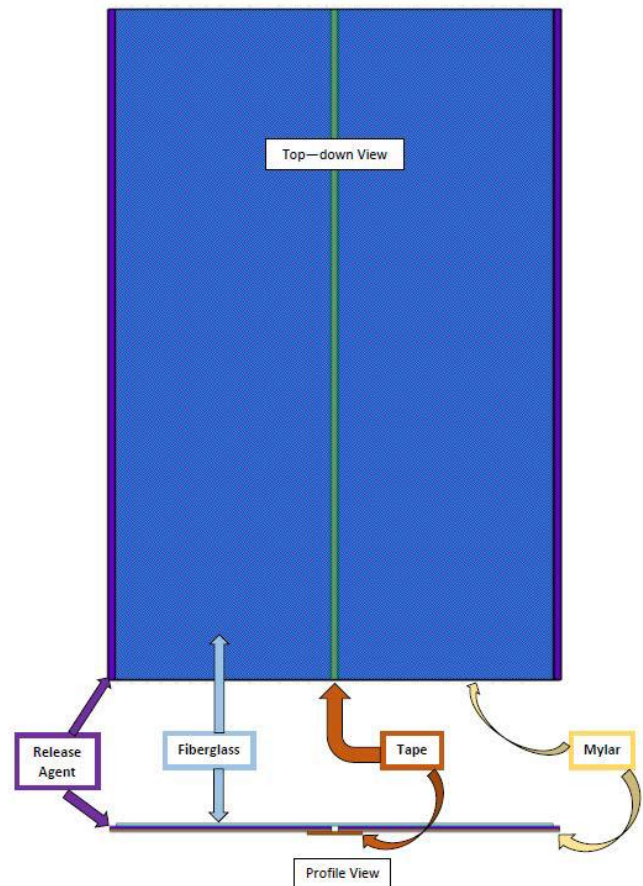 Top—down View
Release
Agent
Fiberglass
Tape
Mylar
Profile View